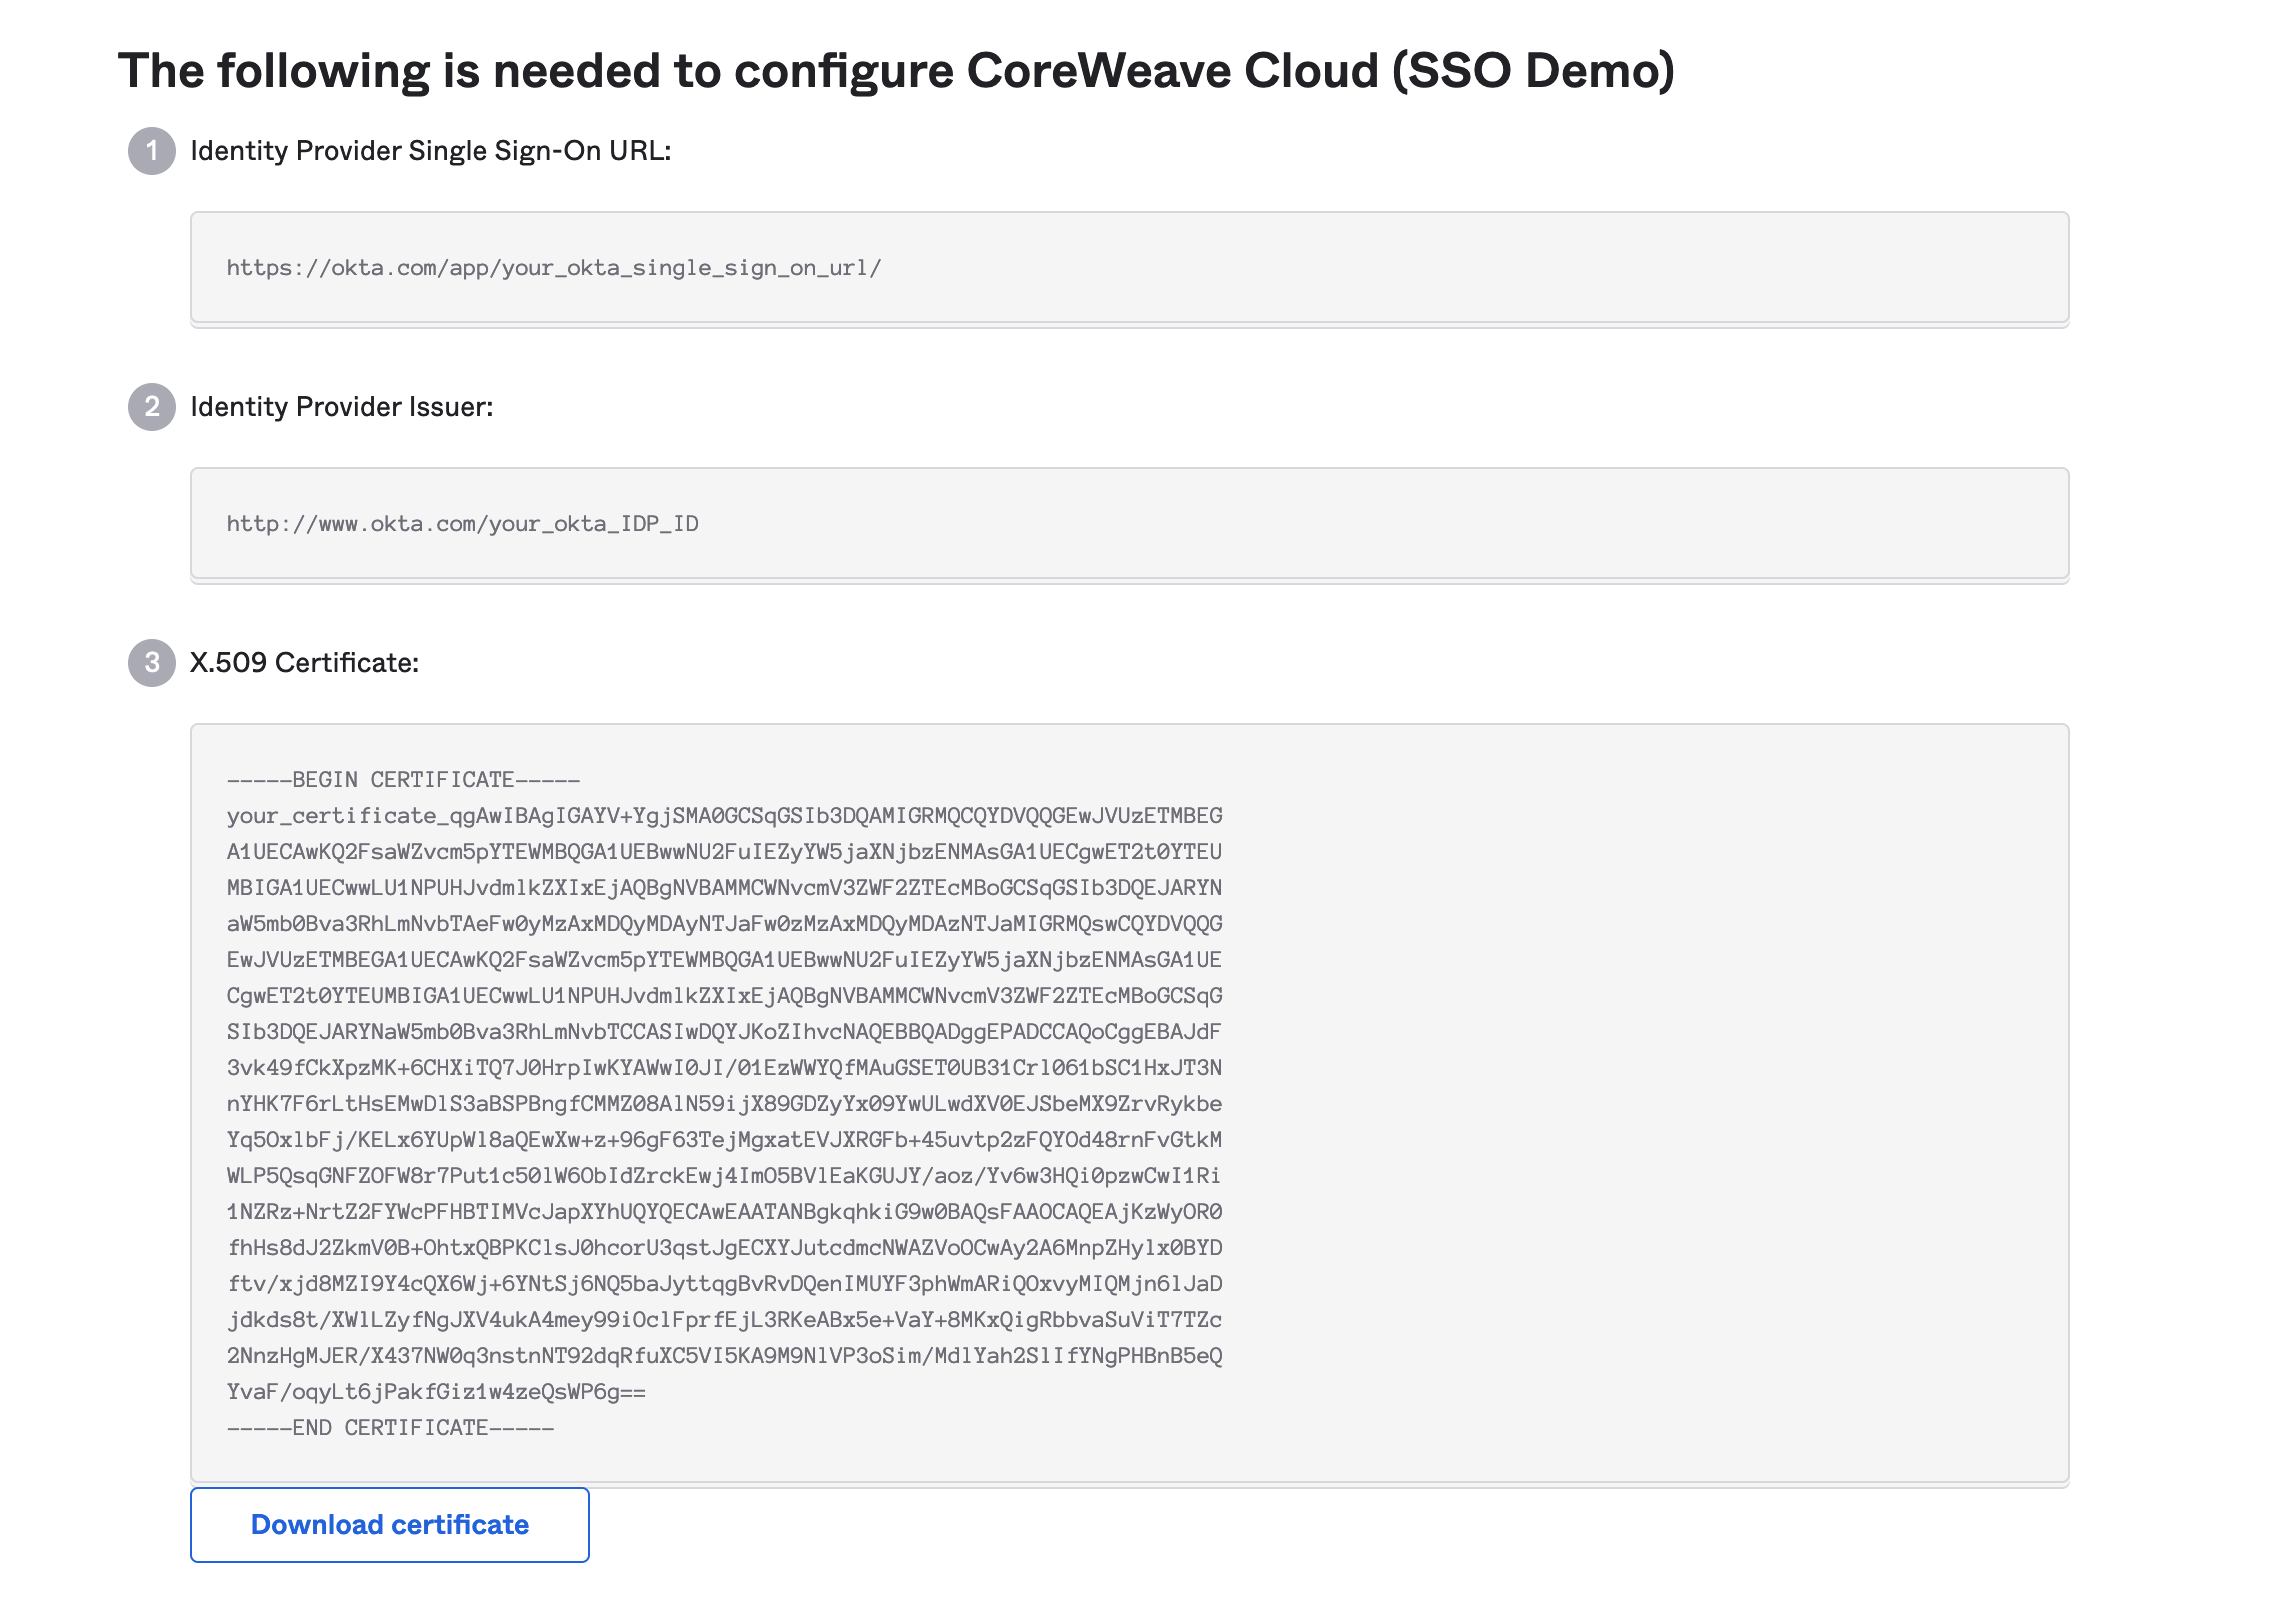 The following is needed to configure CoreWeave Cloud (SSO Demo)
1 Identity Provider Single Sign-On URL:
https://okta.com/app/your_okta_single_sign_on_url/
2 Identity Provider Issuer:
http://www.okta.com/your_okta_IDP_ID
3 X.509 Certificate:
-----BEGIN CERTIFICATE-----
your_certificate_qgAwIBAgIGAYV+YgjSMA0GCSqGSIb3DQAMIGRMQCQYDVQQGEwJVUzETMBEG
A1UECAwKQ2FsaWZvcm5pYTEWMBQGA1UEBwwNU2FuIEZyYW5jaXNjbzENMAsGA1UECgwET2t0YTEU
MBIGA1UECwwLU1NPUHJvdmlkZXIxEjAQBgNVBAMMCWNvcmV3ZWF2ZTEcMBoGCSqGSIb3DQEJARYN
aW5mb0Bva3RhLmNvbTAeFw0yMzAxMDQyMDAyNTJaFw0zMzAxMDQyMDAzNTJaMIGRMQswCQYDVQQG
EwJVUzETMBEGA1UECAwKQ2FsaWZvcm5pYTEWMBQGA1UEBwwNU2FuIEZyYW5jaXNjbzENMAsGA1UE
CgwET2t0YTEUMBIGA1UECwwLU1NPUHJvdmlkZXIxEjAQBgNVBAMMCWNvcmV3ZWF2ZTEcMBoGCSqG
SIb3DQEJARYNaW5mb0Bva3RhLmNvbTCCASIwDQYJKoZIhvcNAQEBBQADggEPADCCAQoCggEBAJdF
3vk49fCkXpzMK+6CHXiTQ7J0HrpIwKYAWwI0JI/01EzWWYQfMAuGSET0UB31Crl061bSC1HxJT3N
nYHK7F6rLtHsEMwDlS3aBSPBngfCMMZ08AlN59ijX89GDZyYx09YwULwdXV0EJSbeMX9ZrvRykbe
Yq5OxlbFj/KELx6YUpWl8aQEwXw+z+96gF63TejMgxatEVJXRGFb+45uvtp2zFQYOd48rnFvGtkM
WLP5QsqGNFZOFW8r7Put1c50lW6ObIdZrckEwj4ImO5BVlEaKGUJY/aoz/Yv6w3HQi0pzwCwI1Ri
1NZRz+NrtZ2FYWcPFHBTIMVcJapXYhUQYQECAwEAATANBgkqhkiG9w0BAQsFAAOCAQEAjKzWyOR0
fhHs8dJ2ZkmV0B+OhtxQBPKClsJ0hcorU3qstJgECXYJutcdmcNWAZVoOCwAy2A6MnpZHylx0BYD
ftv/xjd8MZI9Y4cQX6Wj+6YNtSj6NQ5baJyttqgBvRvDQenIMUYF3phWmARiQOxvyMIQMjn6lJaD
jdkds8t/XWlLZyfNgJXV4ukA4mey99iOclFprfEjL3RKeABx5e+VaY+8MKxQigRbbvaSuViT7TZc
2NnzHgMJER/X437NW0q3nstnNT92dqRfuXC5VI5KA9M9NlVP3oSim/MdlYah2SlIfYNgPHBnB5eQ
YvaF/oqyLt6jPakfGiz1w4zeQsWP6g==
-----END CERTIFICATE-----
Download certificate